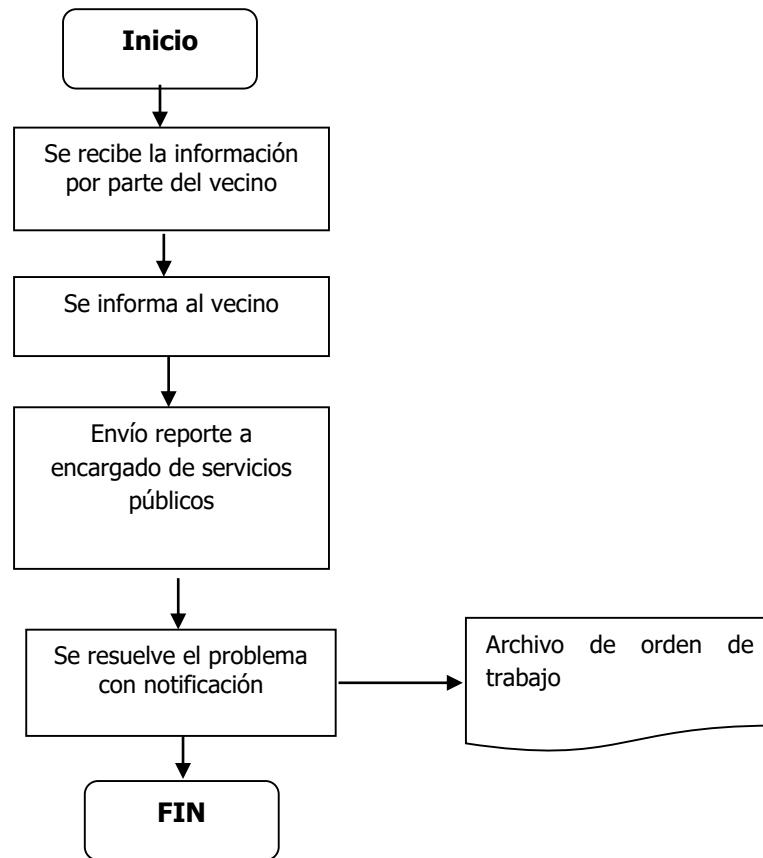 Inicio
Se recibe la información
por parte del vecino
Se informa al vecino
Envío reporte a
encargado de servicios
públicos
Se resuelve el problema
con notificación
Archivo de orden de
trabajo
FIN